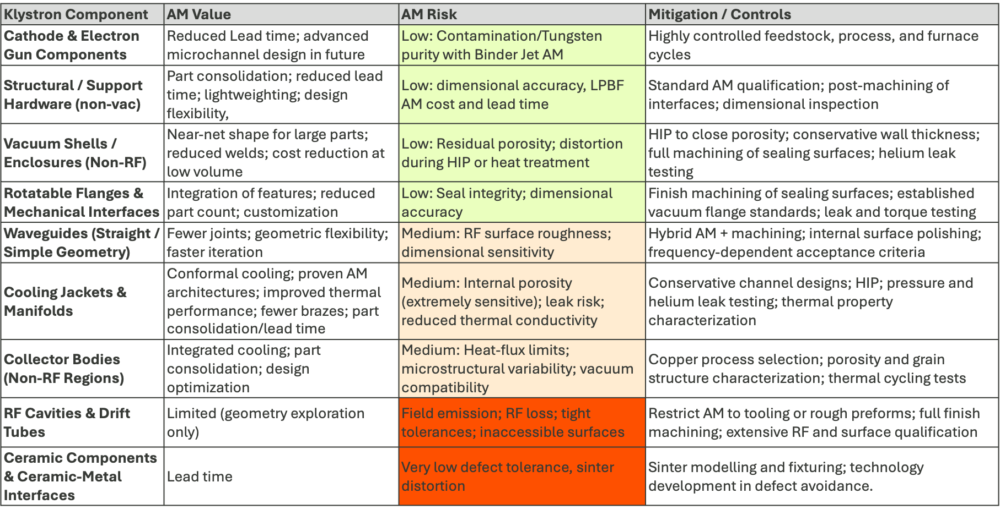 Klystron Component
AM Value
AM Risk
Mitigation / Controls
Cathode & Electron
Gun Components
Reduced Lead time; advanced
microchannel design in future
Low: Contamination/Tungsten
purity with Binder Jet AM
Highly controlled feedstock, process, and furnace
cycles
Structural / Support
Hardware (non-vac)
Part consolidation; reduced lead
time; lightweighting; design
flexibility,
Low: dimensional accuracy, LPBF
AM cost and lead time
Standard AM qualification; post-machining of
interfaces; dimensional inspection
Vacuum Shells /
Enclosures (Non-RF)
Near-net shape for large parts;
reduced welds; cost reduction at
low volume
Low: Residual porosity; distortion
during HIP or heat treatment
HIP to close porosity; conservative wall thickness;
full machining of sealing surfaces; helium leak
testing
Rotatable Flanges &
Mechanical Interfaces
Integration of features; reduced
part count; customization
Low: Seal integrity; dimensional
accuracy
Finish machining of sealing surfaces; established
vacuum flange standards; leak and torque testing
Waveguides (Straight /
Simple Geometry)
Fewer joints; geometric flexibility;
faster iteration
Medium: RF surface roughness;
dimensional sensitivity
Hybrid AM + machining; internal surface polishing;
frequency-dependent acceptance criteria
Cooling Jackets &
Manifolds
Conformal cooling; proven AM
architectures; improved thermal
performance; fewer brazes; part
consolidation/lead time
Medium: Internal porosity
(extremely sensitive); leak risk;
reduced thermal conductivity
Conservative channel designs; HIP; pressure and
helium leak testing; thermal property
characterization
Collector Bodies
(Non-RF Regions)
Integrated cooling; part
consolidation; design
optimization
Medium: Heat-flux limits;
microstructural variability; vacuum
compatibility
Copper process selection; porosity and grain
structure characterization; thermal cycling tests
RF Cavities & Drift
Tubes
Limited (geometry exploration
only)
Field emission; RF loss; tight
tolerances; inaccessible surfaces
Restrict AM to tooling or rough preforms; full finish
machining; extensive RF and surface qualification
Ceramic Components
& Ceramic-Metal
Interfaces
Lead time
Very low defect tolerance, sinter
distortion
Sinter modelling and fixturing; technology
development in defect avoidance.